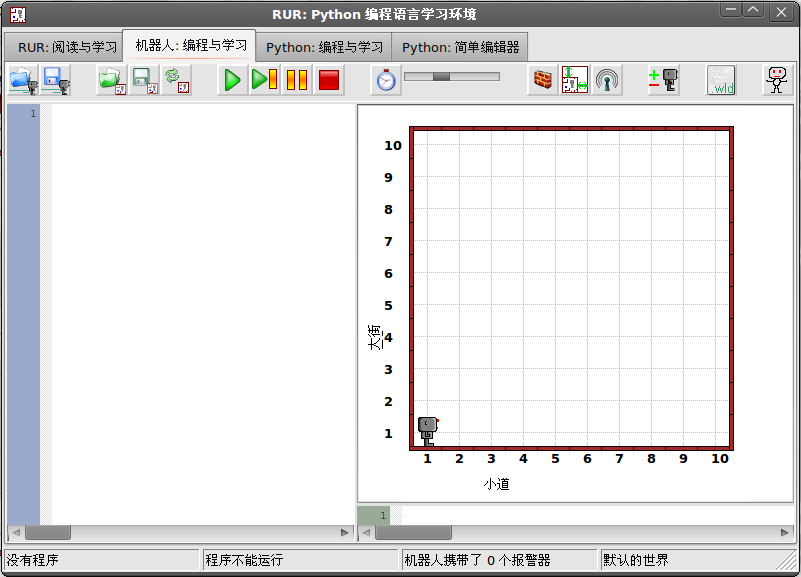 RUR: Python 编程语言学习环境
RUR: 阅读与学习 机器人: 编程与学习 Python: 编程与学习 Python: 简单编辑器
wld
1
10
9
8
7
6
5
4
3
2
1
大街
1 2 3 4 5 6 7 8 9 10
小道
1
没有程序 程序不能运行 机器人携带了 0 个报警器 默认的世界